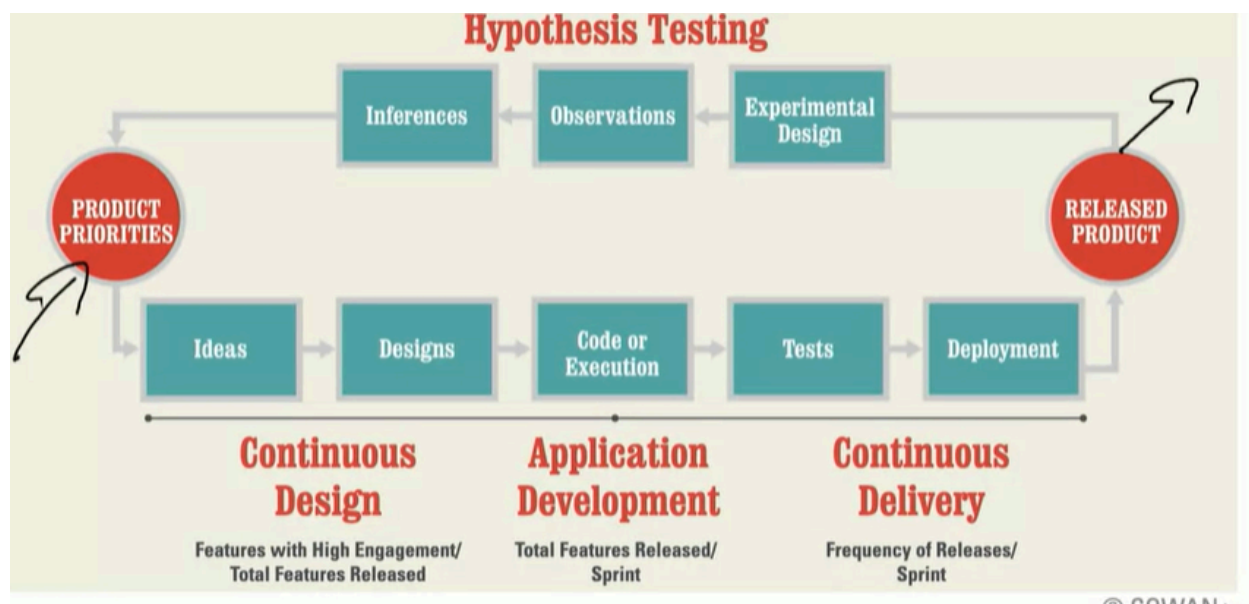 Hypothesis Testing
Inferences
Observations
Experimental
Design
PRODUCT
PRIORITIES
RELEASED
PRODUCT
Ideas
Designs
Code or
Execution
Tests
Deployment
Continuous
Design
Features with High Engagement/
Total Features Released
Application
Development
Total Features Released/
Sprint
Continuous
Delivery
Frequency of Releases/
Sprint